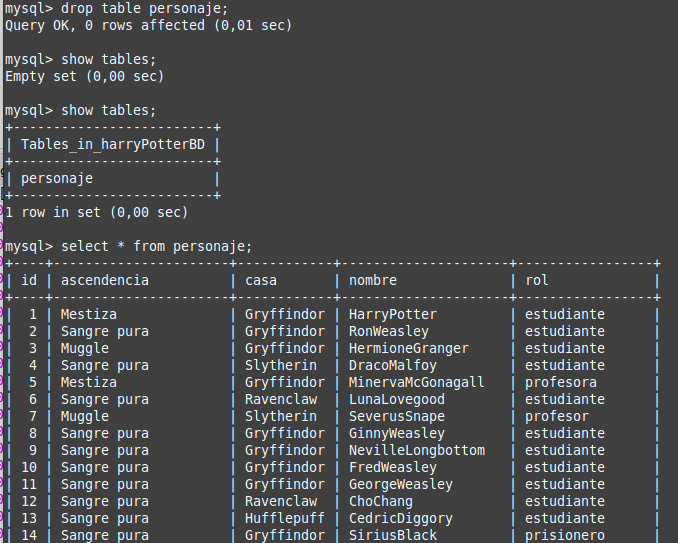 mysql> drop table personaje;
Query OK, 0 rows affected (0,01 sec)
mysql> show tables;
Empty set (0,00 sec)
mysql> show tables;
+-------------------------+
| Tables_in_harryPotterBD |
+-------------------------+
| personaje               |
+-------------------------+
1 row in set (0,00 sec)
mysql> select * from personaje;
+----+----------------------+------------+---------------------+-----------------+
| id | ascendencia          | casa       | nombre              | rol             |
+----+----------------------+------------+---------------------+-----------------+
|  1 | Mestiza              | Gryffindor | HarryPotter         | estudiante      |
|  2 | Sangre pura          | Gryffindor | RonWeasley          | estudiante      |
|  3 | Muggle               | Gryffindor | HermioneGranger     | estudiante      |
|  4 | Sangre pura          | Slytherin  | DracoMalfoy         | estudiante      |
|  5 | Mestiza              | Gryffindor | MinervaMcGonagall   | profesora       |
|  6 | Sangre pura          | Ravenclaw  | LunaLovegood        | estudiante      |
|  7 | Muggle               | Slytherin  | SeverusSnape        | profesor        |
|  8 | Sangre pura          | Gryffindor | GinnyWeasley        | estudiante      |
|  9 | Sangre pura          | Gryffindor | NevilleLongbottom   | estudiante      |
| 10 | Sangre pura          | Gryffindor | FredWeasley         | estudiante      |
| 11 | Sangre pura          | Gryffindor | GeorgeWeasley       | estudiante      |
| 12 | Sangre pura          | Ravenclaw  | ChoChang            | estudiante      |
| 13 | Sangre pura          | Hufflepuff | CedricDiggory       | estudiante      |
| 14 | Sangre pura          | Gryffindor | SiriusBlack         | prisionero      |